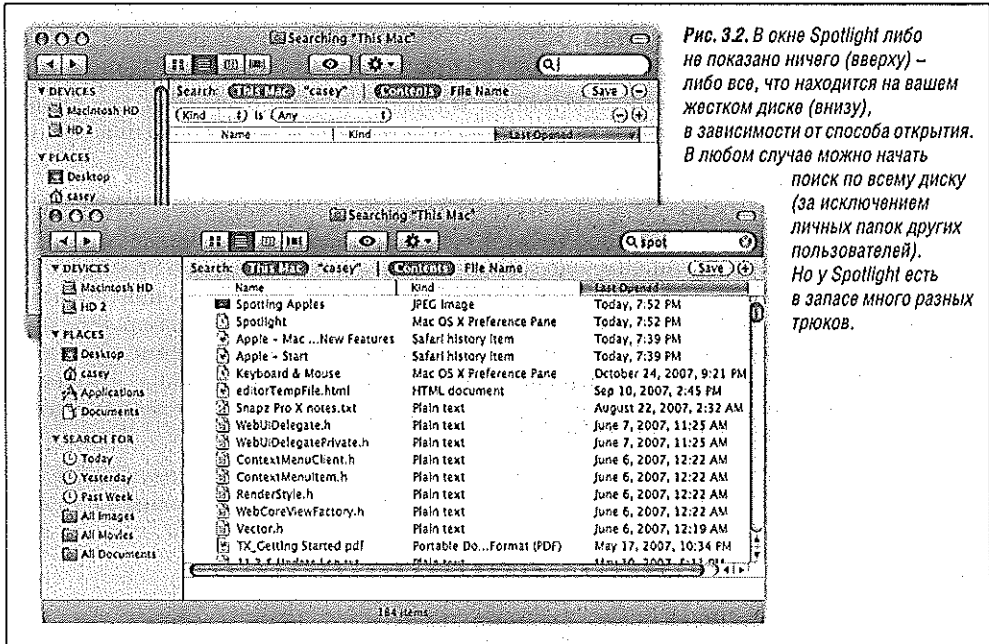 Searching "This Mac"
DEVICES
Macintosh HD
HD 2
PLACES
Desktop
casey
Search: This Mac "casey" Contents File Name Save
Kind is Any
Name Kind Last Opened
Searching "This Mac"
spot
DEVICES
Macintosh HD
HD 2
PLACES
Desktop
casey
Applications
Documents
SEARCH FOR
Today
Yesterday
Past Week
All Images
All Movies
All Documents
Search: This Mac "casey" Contents File Name Save
Name Kind Last Opened
Spotting Apples JPEG Image Today, 7:52 PM
Spotlight Mac OS X Preference Pane Today, 7:52 PM
Apple - Mac ...New Features Safari history item Today, 7:39 PM
Apple - Start Safari history item Today, 7:39 PM
Keyboard & Mouse Mac OS X Preference Pane October 24, 2007, 9:21 PM
editorTempFile.html HTML document Sep 10, 2007, 2:45 PM
Snapz Pro X notes.txt Plain text August 22, 2007, 2:32 AM
WebUIDelegate.h Plain text June 7, 2007, 11:25 AM
WebUIDelegatePrivate.h Plain text June 7, 2007, 11:25 AM
ContextMenuClient.h Plain text June 6, 2007, 12:22 AM
ContextMenuItem.h Plain text June 6, 2007, 12:22 AM
RenderStyle.h Plain text June 6, 2007, 12:22 AM
WebCoreViewFactory.h Plain text June 6, 2007, 12:22 AM
Vector.h Plain text June 6, 2007, 12:19 AM
TX_Getting Started pdf Portable Do...Format (PDF) May 17, 2007, 10:34 PM
184 items
Рис. 3.2. В окне Spotlight либо
не показано ничего (вверху) –
либо все, что находится на вашем
жестком диске (внизу),
в зависимости от способа открытия.
В любом случае можно начать
поиск по всему диску
(за исключением
личных папок других
пользователей).
Но у Spotlight есть
в запасе много разных
трюков.